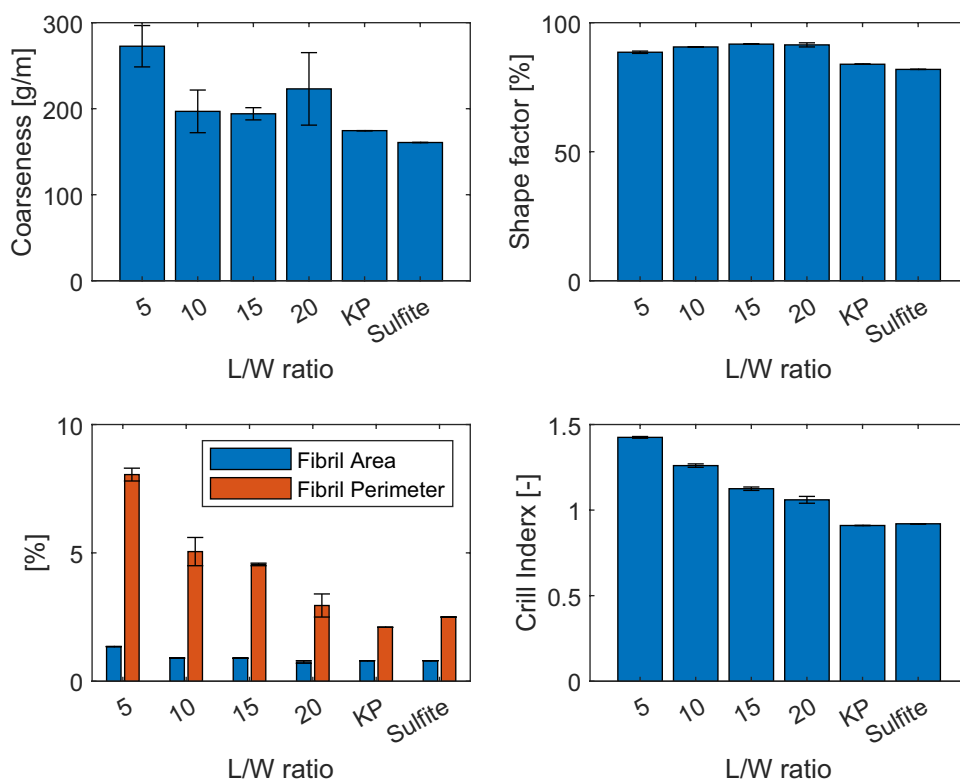 Coarseness [g/m]
300
200
100
0
5
10
15
20
KP
Sulfite
L/W ratio
Shape factor [%]
100
50
0
5
10
15
20
KP
Sulfite
L/W ratio
[%]
10
5
0
Fibril Area
Fibril Perimeter
5
10
15
20
KP
Sulfite
L/W ratio
Crill Inderx [-]
1.5
1
0.5
0
5
10
15
20
KP
Sulfite
L/W ratio